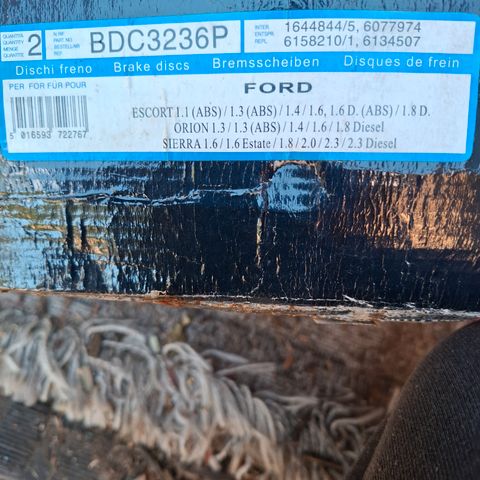 QUANTITÀ
QUANTITY
MENGE
QUANTITE
2
N. RIF.
PART NO.
BESTELL/NR
REF.
BDC3236P
INTER.
ENTSPR.
REPL.
1644844/5, 6077974
6158210/1, 6134507
Dischi freno Brake discs Bremsscheiben Disques de frein
PER FOR FUR POUR
FORD
ESCORT 1.1 (ABS) / 1.3 (ABS) / 1.4 / 1.6, 1.6 D. (ABS) / 1.8 D.
ORION 1.3 / 1.3 (ABS) / 1.4 / 1.6 / 1.8 Diesel
SIERRA 1.6 / 1.6 Estate / 1.8 / 2.0 / 2.3 / 2.3 Diesel
5 016593 722767